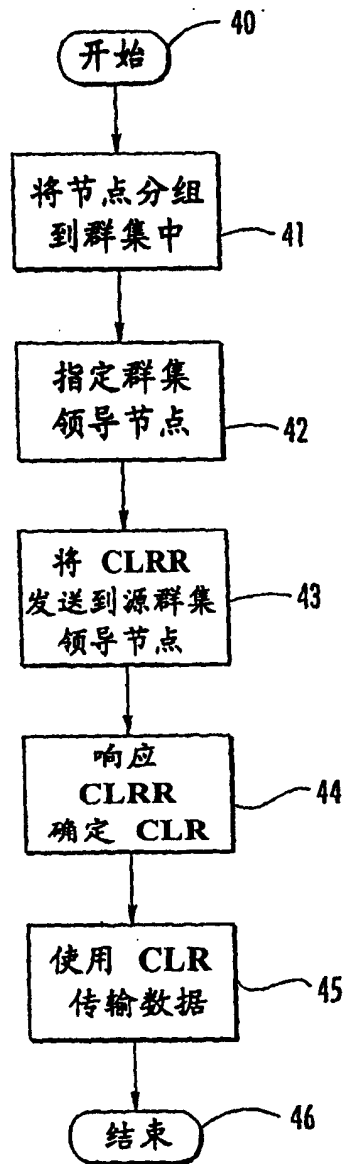 开始
40
将节点分组
到群集中
41
指定群集
领导节点
42
将 CLRR
发送到源群集
领导节点
43
响应
CLRR
确定 CLR
44
使用 CLR
传输数据
45
结束
46